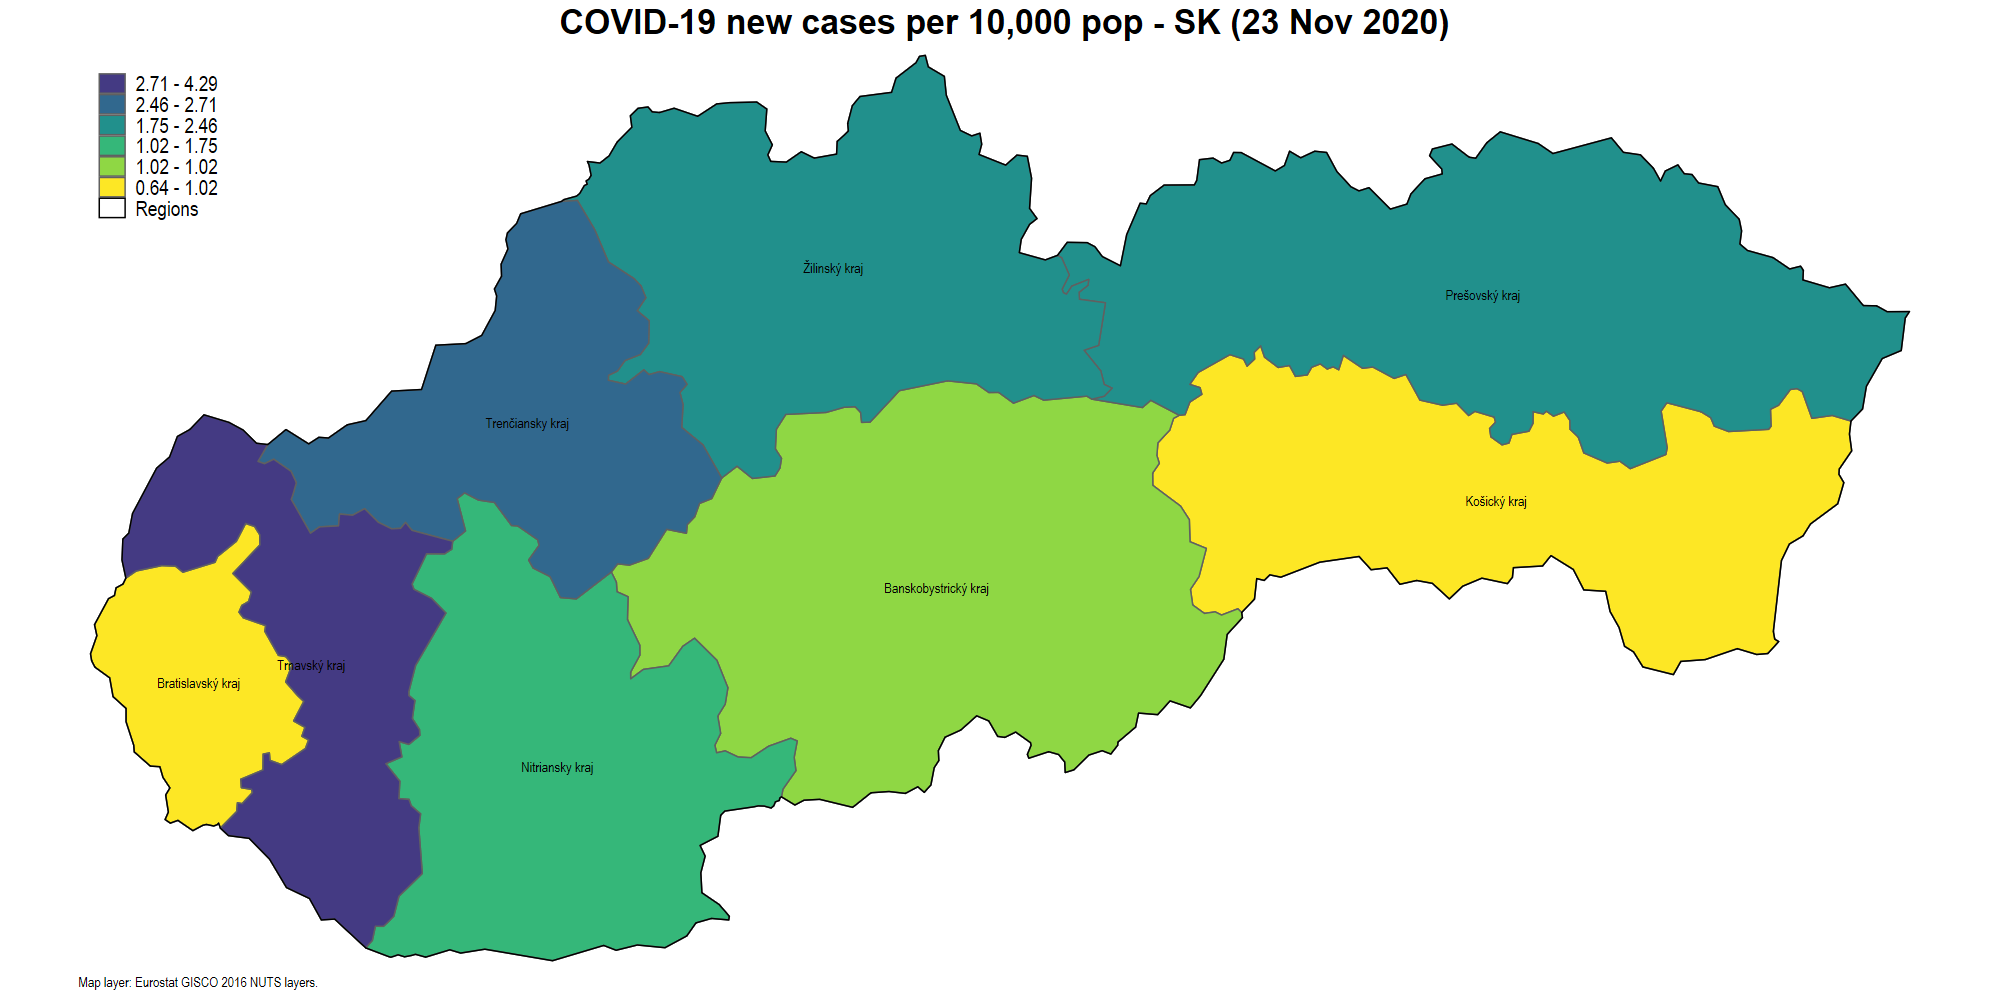 COVID-19 new cases per 10,000 pop - SK (23 Nov 2020)
2.71 - 4.29
2.46 - 2.71
1.75 - 2.46
1.02 - 1.75
1.02 - 1.02
0.64 - 1.02
Regions
Žilinský kraj
Prešovský kraj
Trenčiansky kraj
Košický kraj
Banskobystrický kraj
Trnavský kraj
Bratislavský kraj
Nitriansky kraj
Map layer: Eurostat GISCO 2016 NUTS layers.